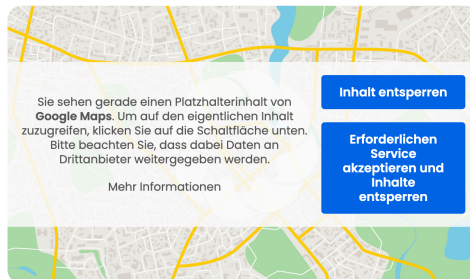 Sie sehen gerade einen Platzhalterinhalt von
Google Maps. Um auf den eigentlichen Inhalt
zuzugreifen, klicken Sie auf die Schaltfläche unten.
Bitte beachten Sie, dass dabei Daten an
Drittanbieter weitergegeben werden.
Mehr Informationen
Inhalt entsperren
Erforderlichen
Service
akzeptieren und
Inhalte
entsperren